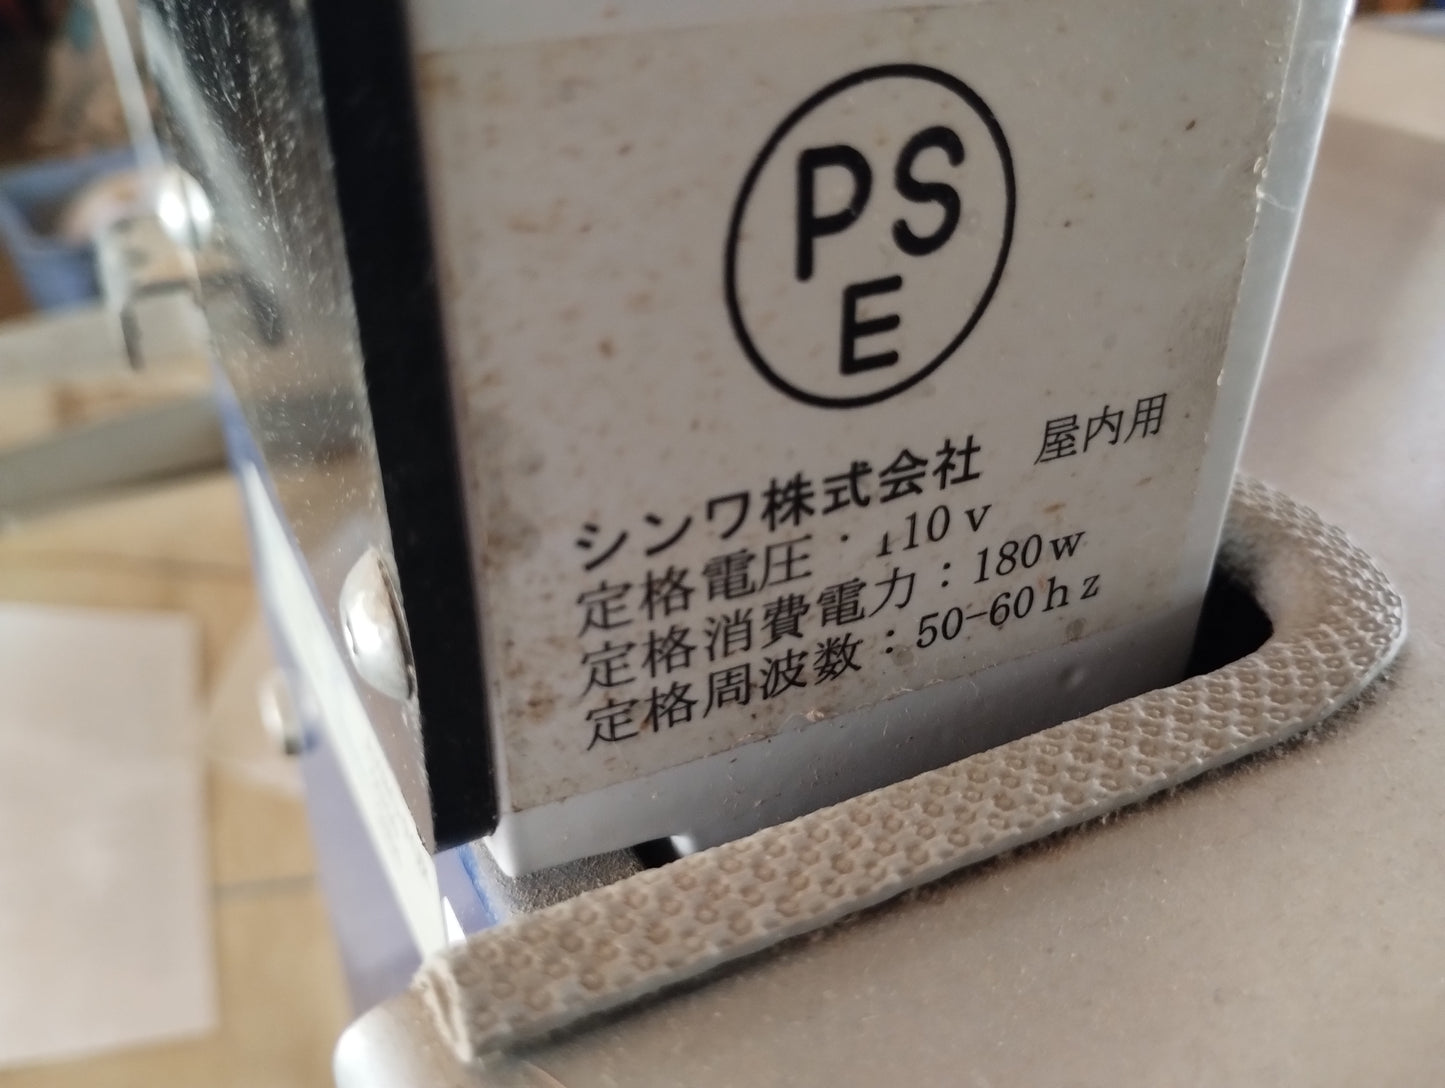 PS
E
シンワ株式会社 屋内用
定格電圧：110v
定格消費電力：180w
定格周波数：50-60hz